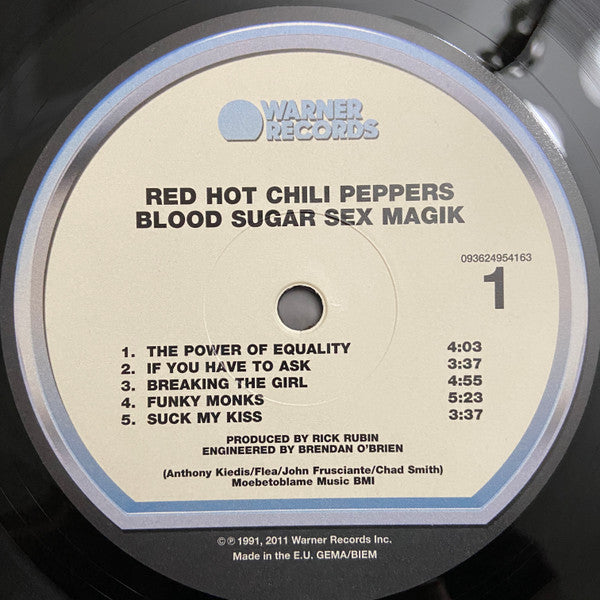 WARNER
RECORDS
RED HOT CHILI PEPPERS
BLOOD SUGAR SEX MAGIK
093624954163
1
1. THE POWER OF EQUALITY 4:03
2. IF YOU HAVE TO ASK 3:37
3. BREAKING THE GIRL 4:55
4. FUNKY MONKS 5:23
5. SUCK MY KISS 3:37
PRODUCED BY RICK RUBIN
ENGINEERED BY BRENDAN O'BRIEN
(Anthony Kiedis/Flea/John Frusciante/Chad Smith)
Moebetoblame Music BMI
©℗ 1991, 2011 Warner Records Inc.
Made in the E.U. GEMA/BIEM